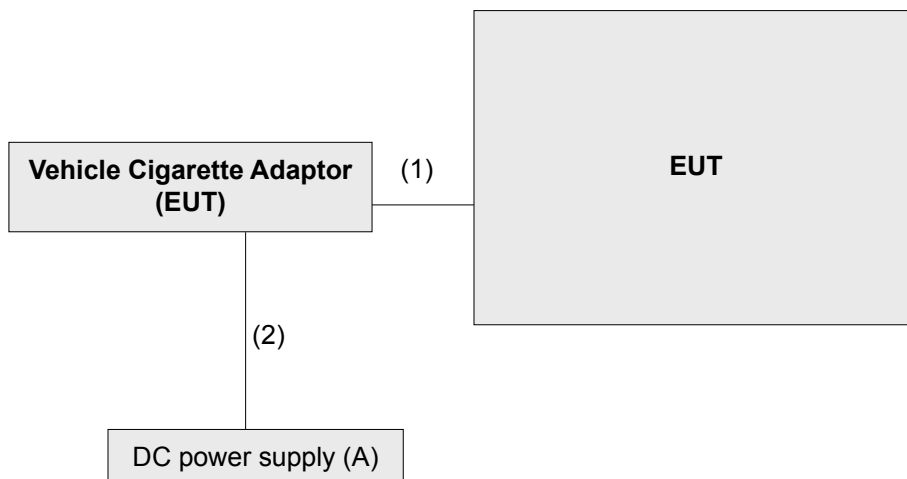 Vehicle Cigarette Adaptor
(EUT)
(1)
EUT
(2)
DC power supply (A)